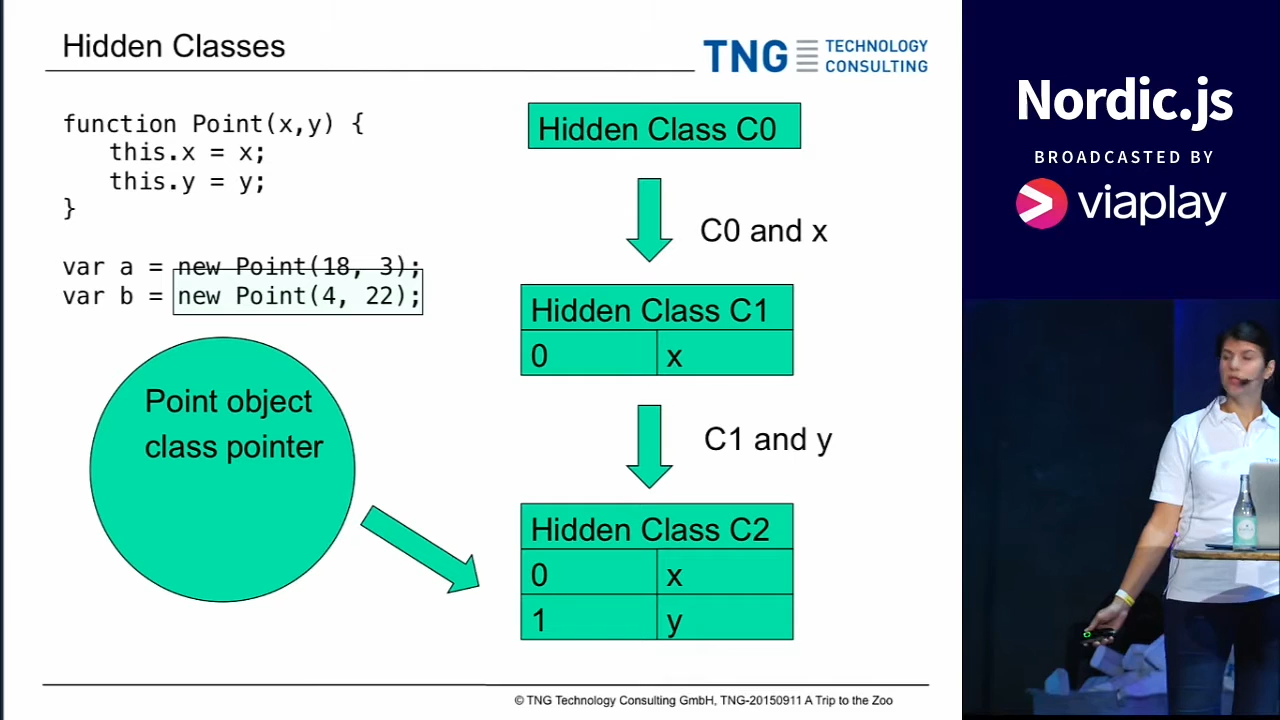 Hidden Classes
TNG TECHNOLOGY CONSULTING
function Point(x,y) {
this.x = x;
this.y = y;
}
var a = new Point(18, 3);
var b = new Point(4, 22);
Point object
class pointer
Hidden Class C0
C0 and x
Hidden Class C1
0 x
C1 and y
Hidden Class C2
0 x
1 y
© TNG Technology Consulting GmbH, TNG-20150911 A Trip to the Zoo
Nordic.js
BROADCASTED BY
viaplay
TNG